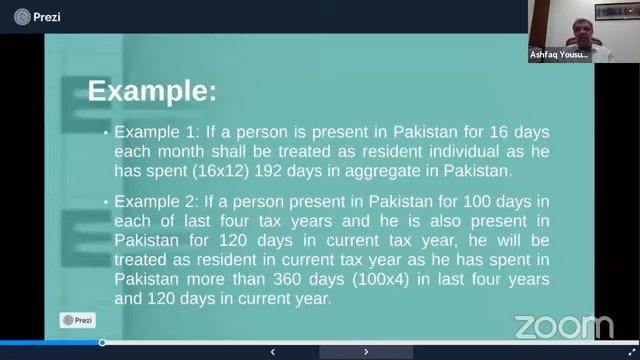 Prezi
Ashfaq Yousu...
Example:
• Example 1: If a person is present in Pakistan for 16 days
each month shall be treated as resident individual as he
has spent (16x12) 192 days in aggregate in Pakistan.
• Example 2: If a person present in Pakistan for 100 days in
each of last four tax years and he is also present in
Pakistan for 120 days in current tax year, he will be
treated as resident in current tax year as he has spent in
Pakistan more than 360 days (100x4) in last four years
and 120 days in current year.
Prezi
zoom